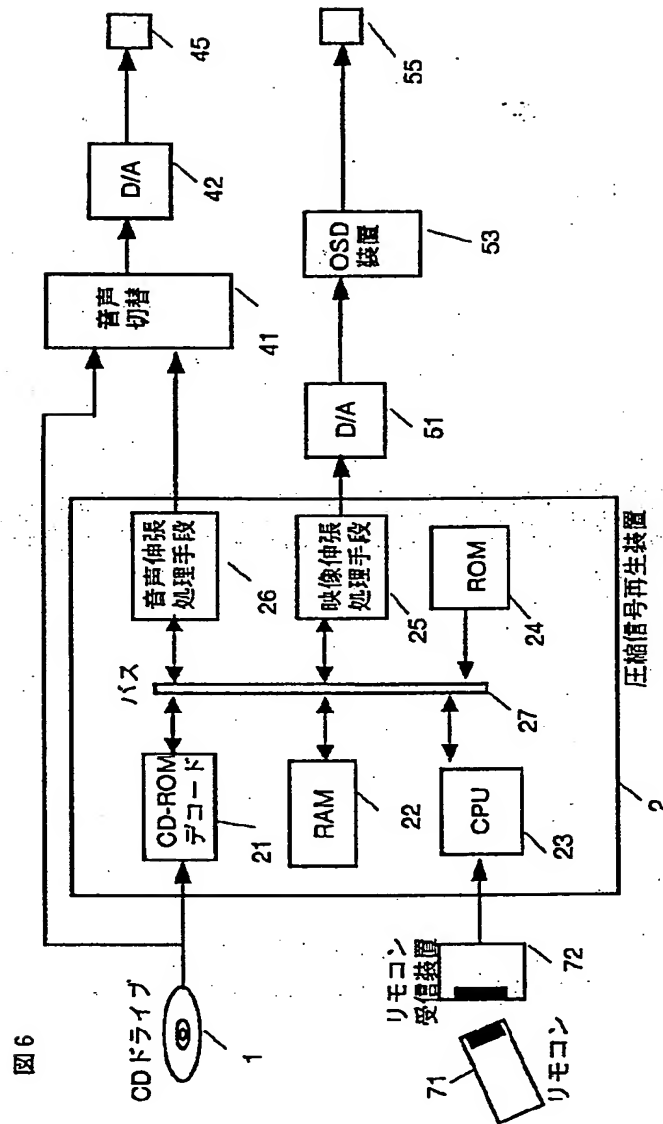 図6
CDドライブ
1
リモコン
71
リモコン
受信装置
72
CD-ROM
デコード
21
RAM
22
CPU
23
バス
27
音声伸張
処理手段
26
映像伸張
処理手段
25
ROM
24
圧縮信号再生装置
2
音声
切替
41
D/A
42
45
D/A
51
OSD
装置
53
55